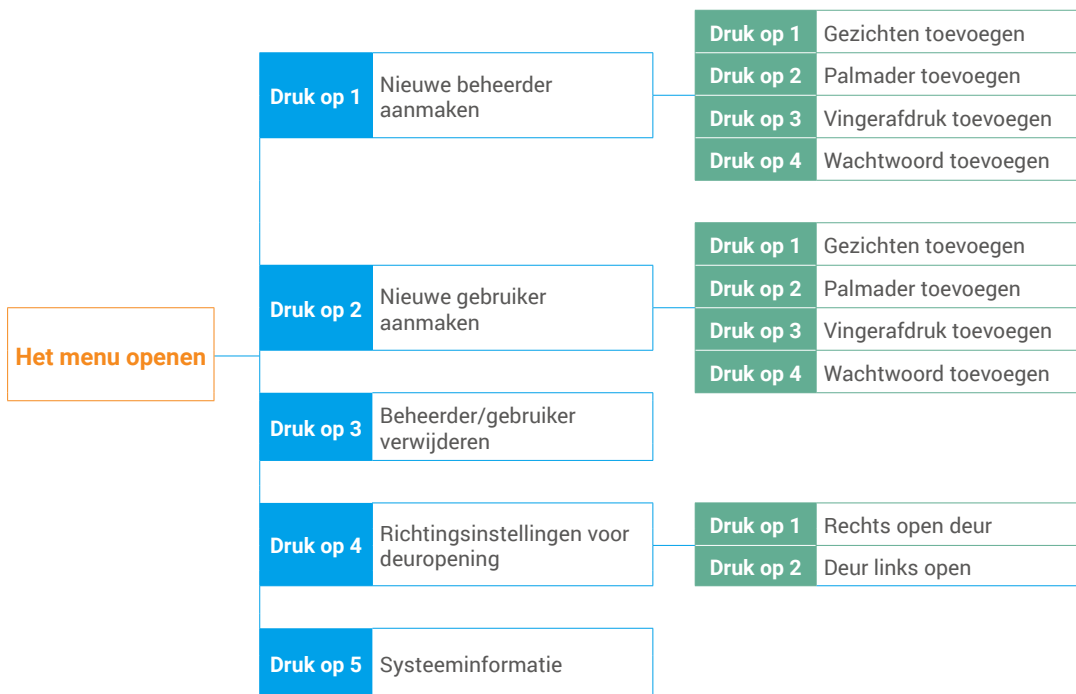 Het menu openen
Druk op 1
Nieuwe beheerder
aanmaken
Druk op 1 Gezichten toevoegen
Druk op 2 Palmader toevoegen
Druk op 3 Vingerafdruk toevoegen
Druk op 4 Wachtwoord toevoegen
Druk op 2
Nieuwe gebruiker
aanmaken
Druk op 1 Gezichten toevoegen
Druk op 2 Palmader toevoegen
Druk op 3 Vingerafdruk toevoegen
Druk op 4 Wachtwoord toevoegen
Druk op 3
Beheerder/gebruiker
verwijderen
Druk op 4
Richtingsinstellingen voor
deuropening
Druk op 1 Rechts open deur
Druk op 2 Deur links open
Druk op 5 Systeeminformatie